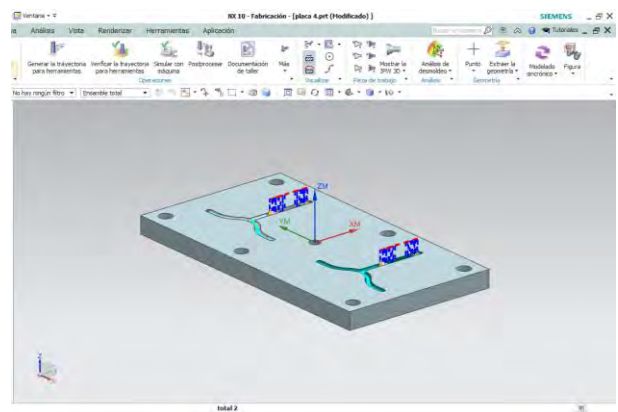 Ventana
NX 10 - Fabricación - [placa 4.prt (Modificado) ]
SIEMENS
Análisis Vista Renderizar Herramientas Aplicación
Tutoriales
Generar la trayectoria para herramientas
Verificar la trayectoria para herramientas
Simular con máquina
Postprocesar
Documentación de taller
Más
Mostrar la IPW 3D
Análisis de desmoldeo
Punto
Extraer la geometría
Modelado sincrónico
Figura
Operaciones
Visualizar
Pieza de trabajo
Análisis
Geometría
No hay ningún filtro
Ensamble total
ZM
YM
XM
Z
total 2